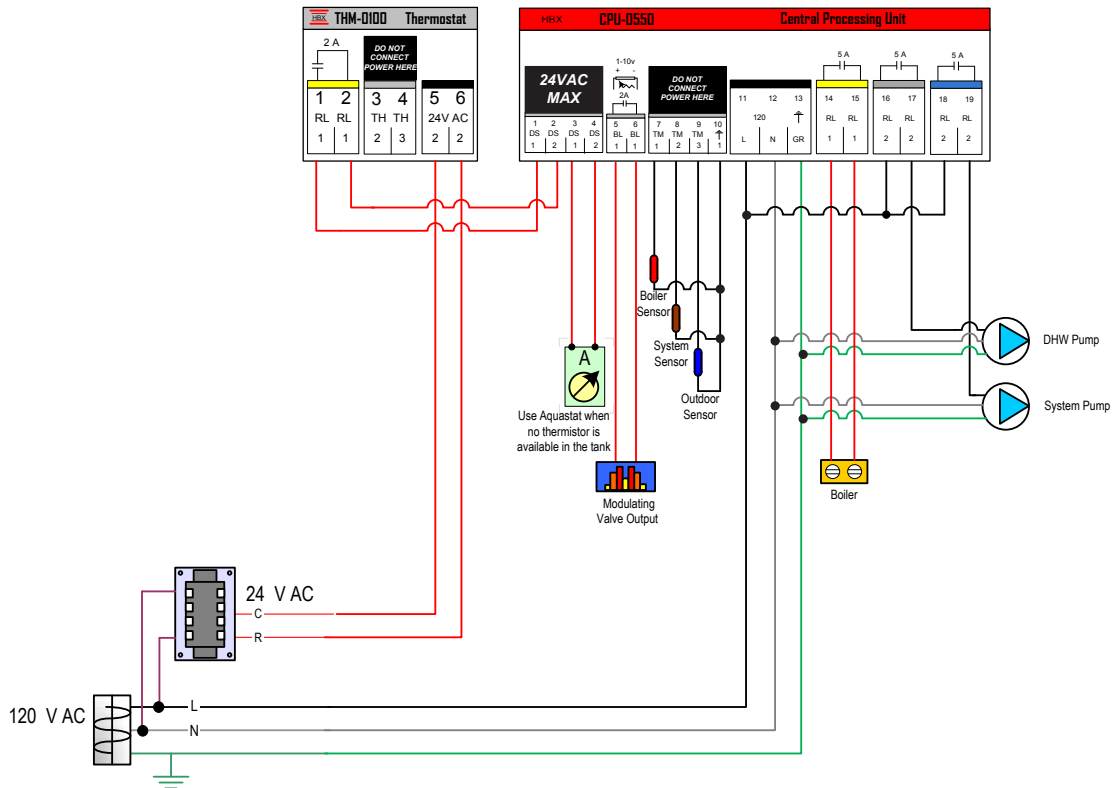 HBX THM-0100 Thermostat
2 A
DO NOT
CONNECT
POWER HERE
1 2 3 4 5 6
RL RL TH TH 24V AC
1 1 2 3 2 2
HBX CPU-0550 Central Processing Unit
24VAC
MAX
1-10v
+ -
2A
DO NOT
CONNECT
POWER HERE
5 A
5 A
5 A
1 2 3 4 5 6 7 8 9 10 11 12 13 14 15 16 17 18 19
DS DS DS DS BL BL TM TM TM 120 RL RL RL RL RL RL
1 2 1 2 1 1 1 2 3 1 L N GR 1 1 2 2 2 2
Boiler
Sensor
System
Sensor
Outdoor
Sensor
DHW Pump
System Pump
A
Use Aquastat when
no thermistor is
available in the tank
Modulating
Valve Output
Boiler
24 V AC
C
R
120 V AC
L
N